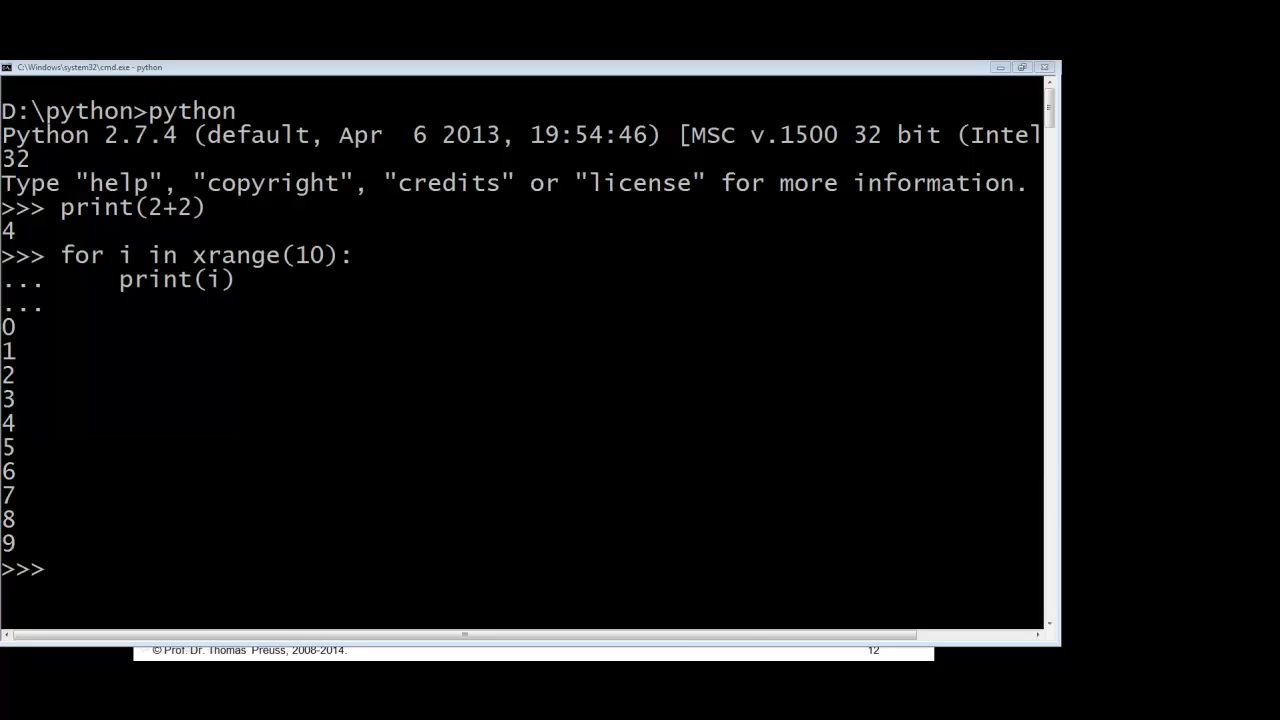 C:\Windows\system32\cmd.exe - python
D:\python>python
Python 2.7.4 (default, Apr  6 2013, 19:54:46) [MSC v.1500 32 bit (Intel
32
Type "help", "copyright", "credits" or "license" for more information.
>>> print(2+2)
4
>>> for i in xrange(10):
...     print(i)
...
0
1
2
3
4
5
6
7
8
9
>>>
© Prof. Dr. Thomas Preuss, 2008-2014. 12